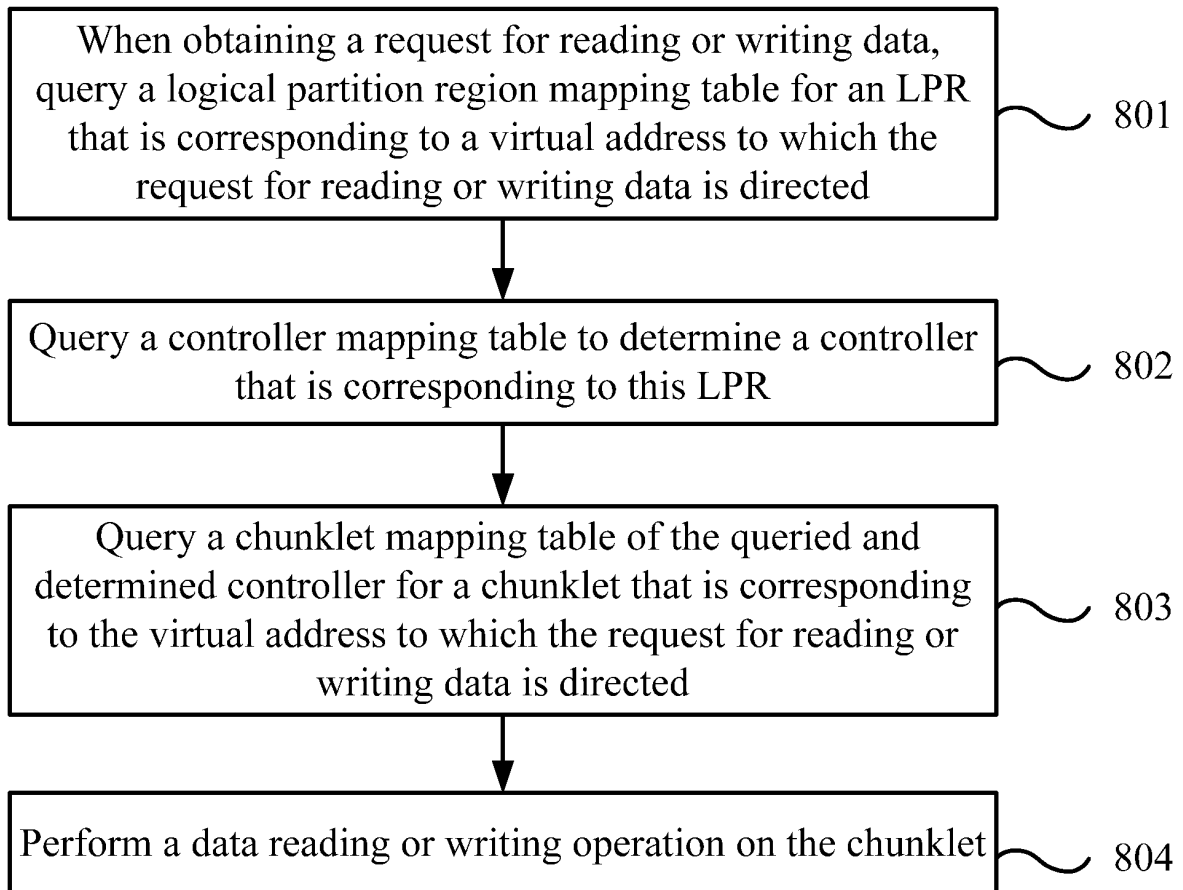 When obtaining a request for reading or writing data,
query a logical partition region mapping table for an LPR
that is corresponding to a virtual address to which the
request for reading or writing data is directed
801
Query a controller mapping table to determine a controller
that is corresponding to this LPR
802
Query a chunklet mapping table of the queried and
determined controller for a chunklet that is corresponding
to the virtual address to which the request for reading or
writing data is directed
803
Perform a data reading or writing operation on the chunklet
804